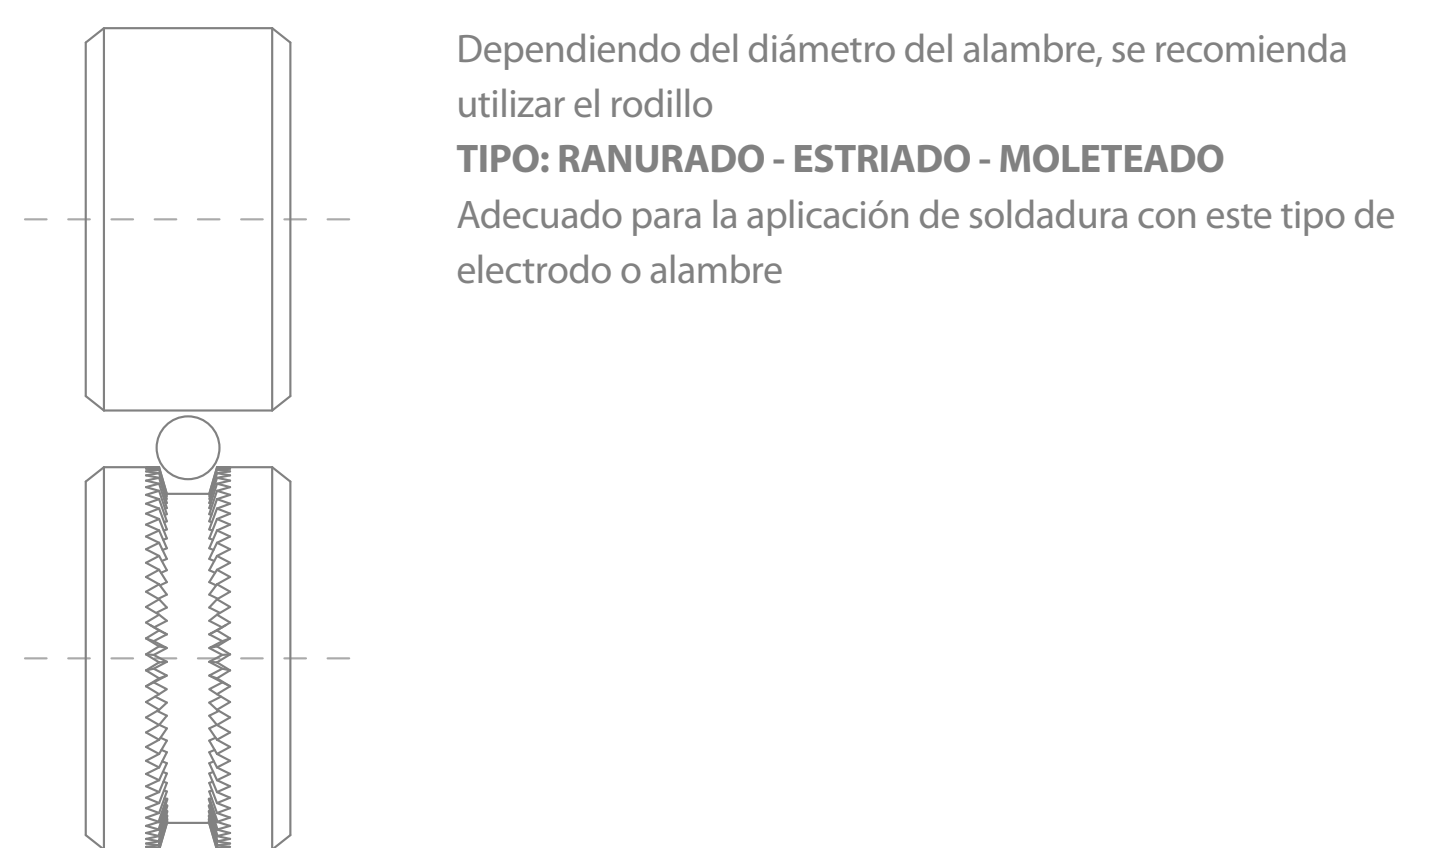 Dependiendo del diámetro del alambre, se recomienda
utilizar el rodillo
TIPO: RANURADO - ESTRIADO - MOLETEADO
Adecuado para la aplicación de soldadura con este tipo de
electrodo o alambre